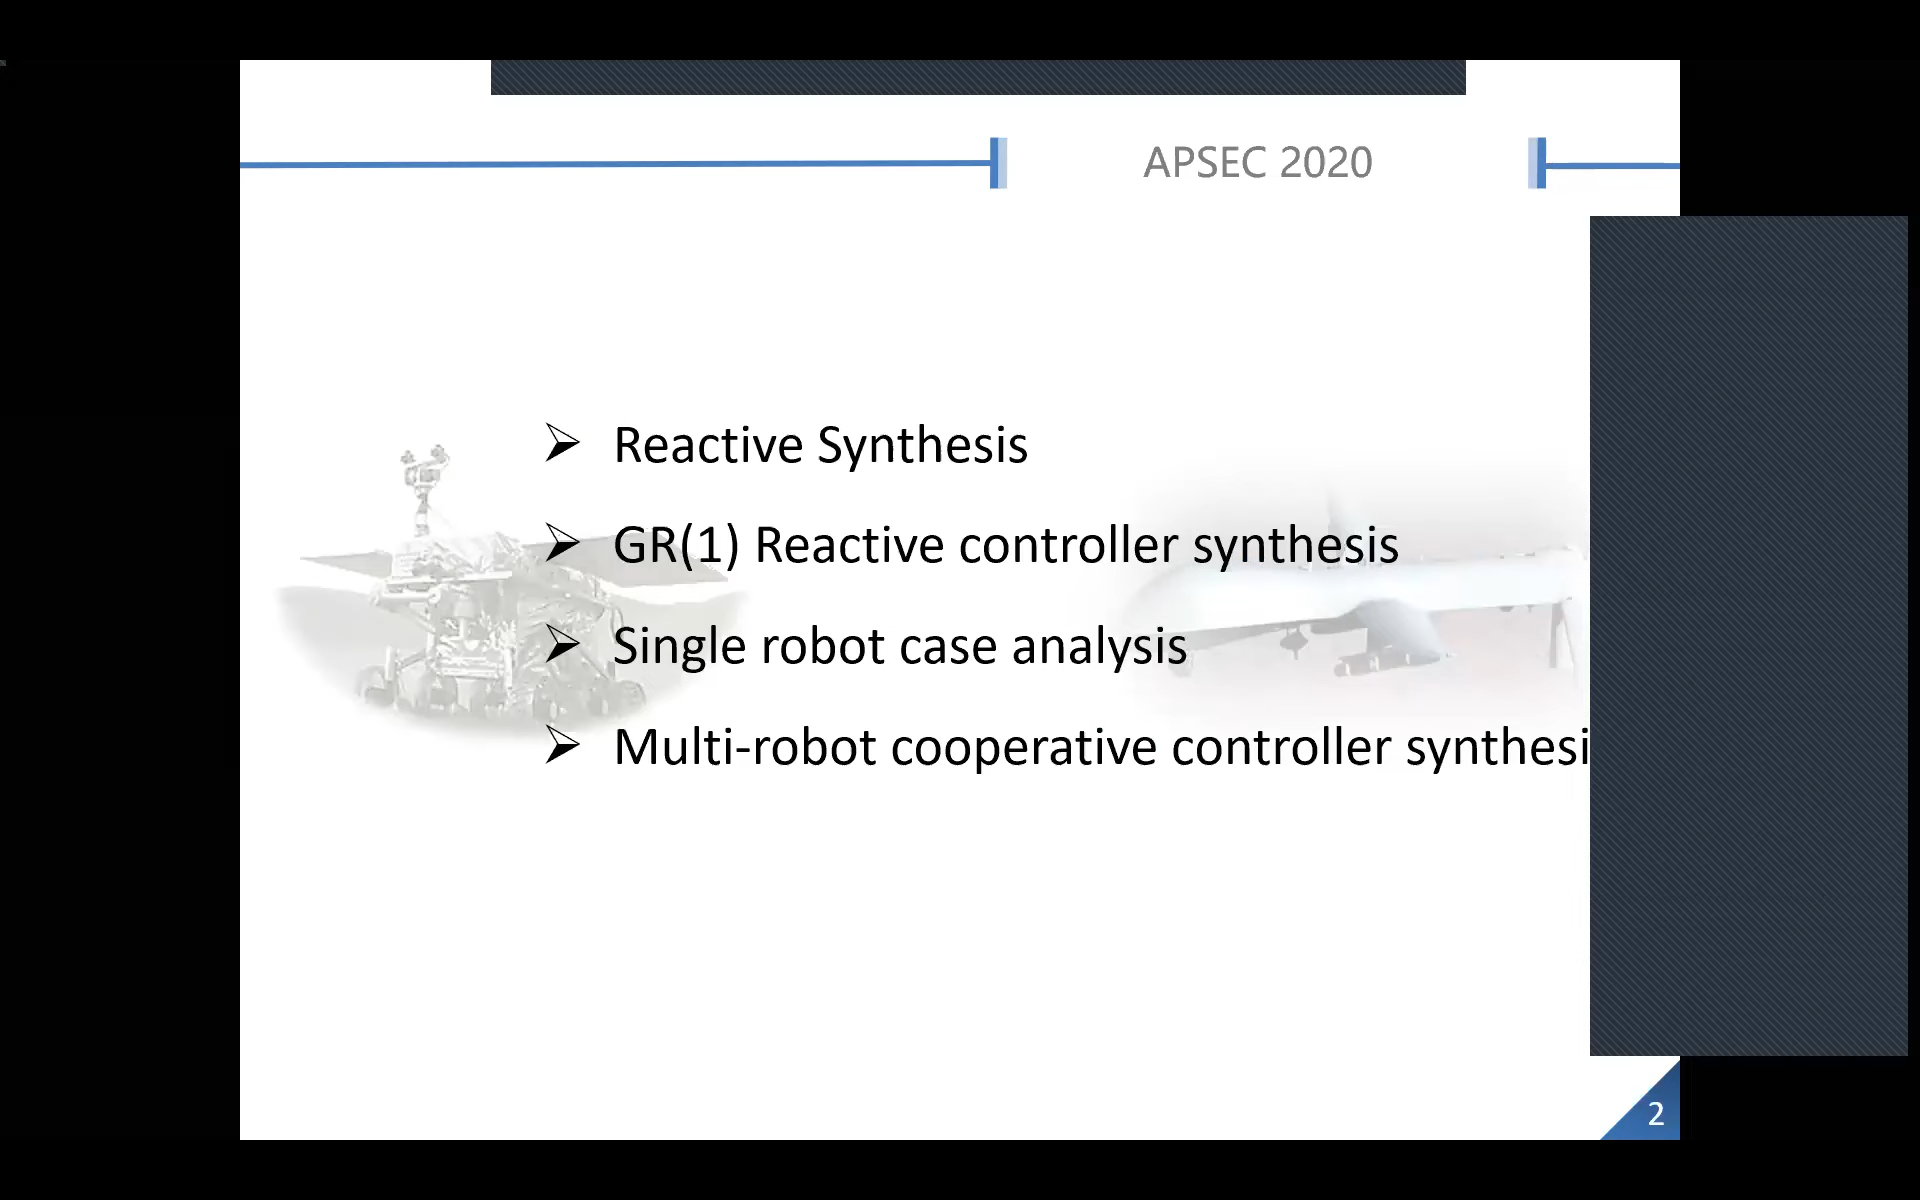 APSEC 2020
➢ Reactive Synthesis
➢ GR(1) Reactive controller synthesis
➢ Single robot case analysis
➢ Multi-robot cooperative controller synthesi
2